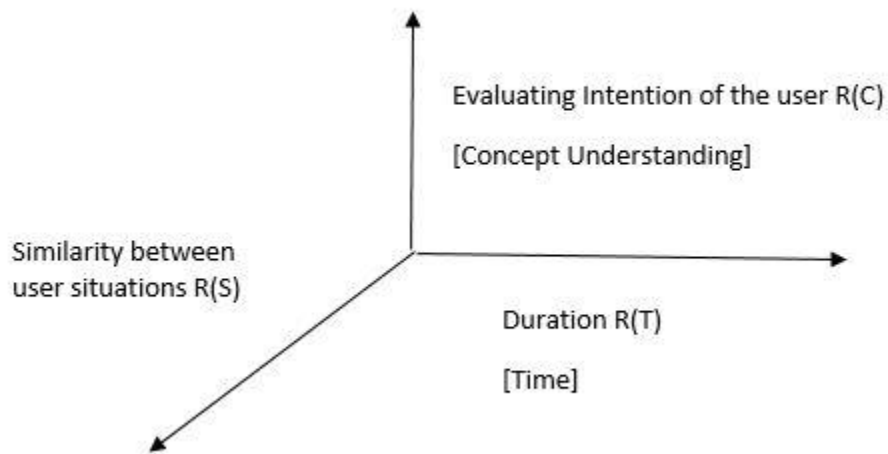 Evaluating Intention of the user R(C)
[Concept Understanding]
Similarity between
user situations R(S)
Duration R(T)
[Time]